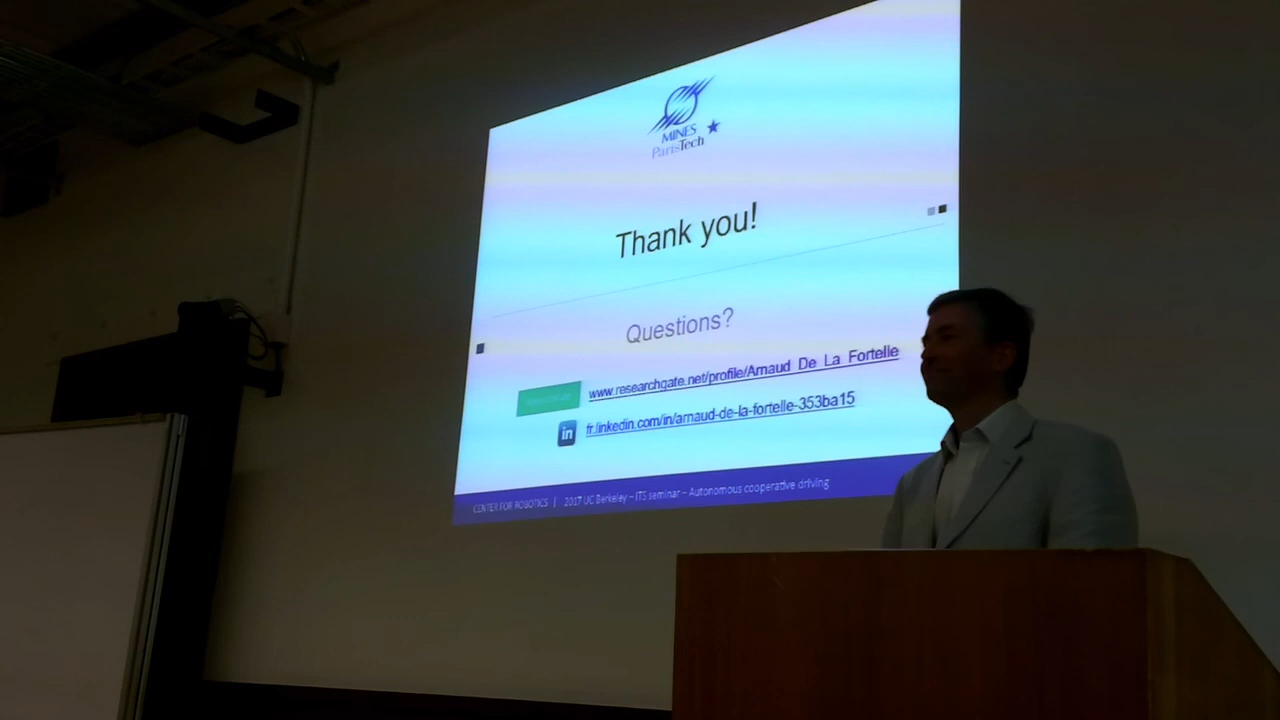 MINES
ParisTech
Thank you!
Questions?
www.researchgate.net/profile/Arnaud_De_La_Fortelle
in
fr.linkedin.com/in/arnaud-de-la-fortelle-353ba15
CENTER FOR ROBOTICS | 2017 UC Berkeley – ITS seminar – Autonomous cooperative driving